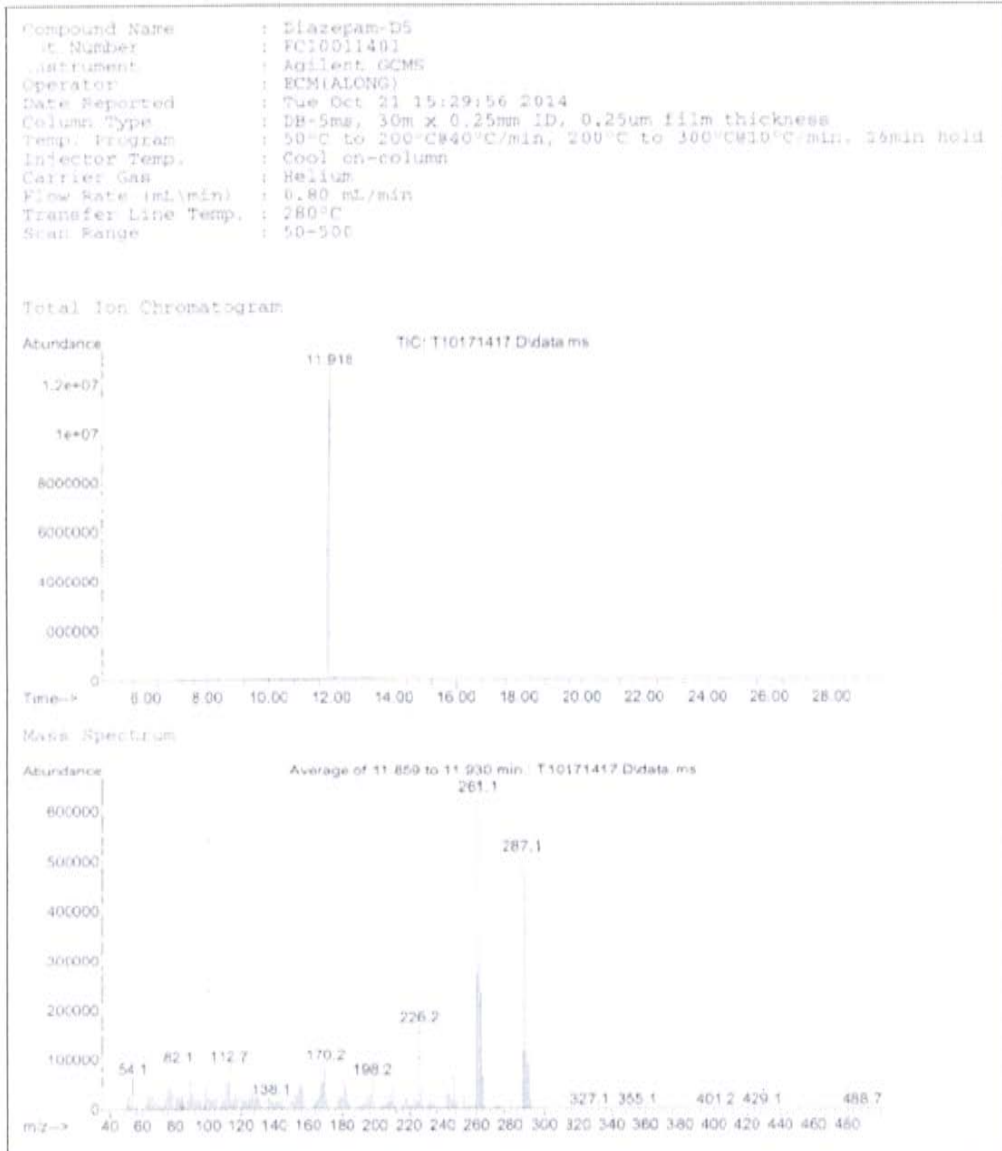 Compound Name : Diazepam-D5
t Number : FC10011401
strument : Agilent GCMS
Operator : ECM(ALONG)
Date Reported : Tue Oct 21 15:29:56 2014
Column Type : DB-5ms, 30m x 0.25mm ID, 0.25um film thickness
Temp. Program : 50°C to 200°C@40°C/min, 200°C to 300°C@10°C/min, 16min hold
Injector Temp. : Cool on-column
Carrier Gas : Helium
Flow Rate (mL\min) : 0.80 mL/min
Transfer Line Temp. : 280°C
Scan Range : 50-500
Total Ion Chromatogram
Abundance TIC: T10171417.D\data.ms
11.918
1.2e+07
1e+07
8000000
6000000
4000000
000000
0
Time--> 6.00 8.00 10.00 12.00 14.00 16.00 18.00 20.00 22.00 24.00 26.00 28.00
Mass Spectrum
Abundance Average of 11.859 to 11.930 min.: T10171417.D\data.ms
261.1
600000
287.1
500000
400000
300000
200000
226.2
100000
54.1 82.1 112.7 138.1 170.2 198.2 327.1 365.1 401.2 429.1 488.7
0
m/z--> 40 60 80 100 120 140 160 180 200 220 240 260 280 300 320 340 360 380 400 420 440 460 480